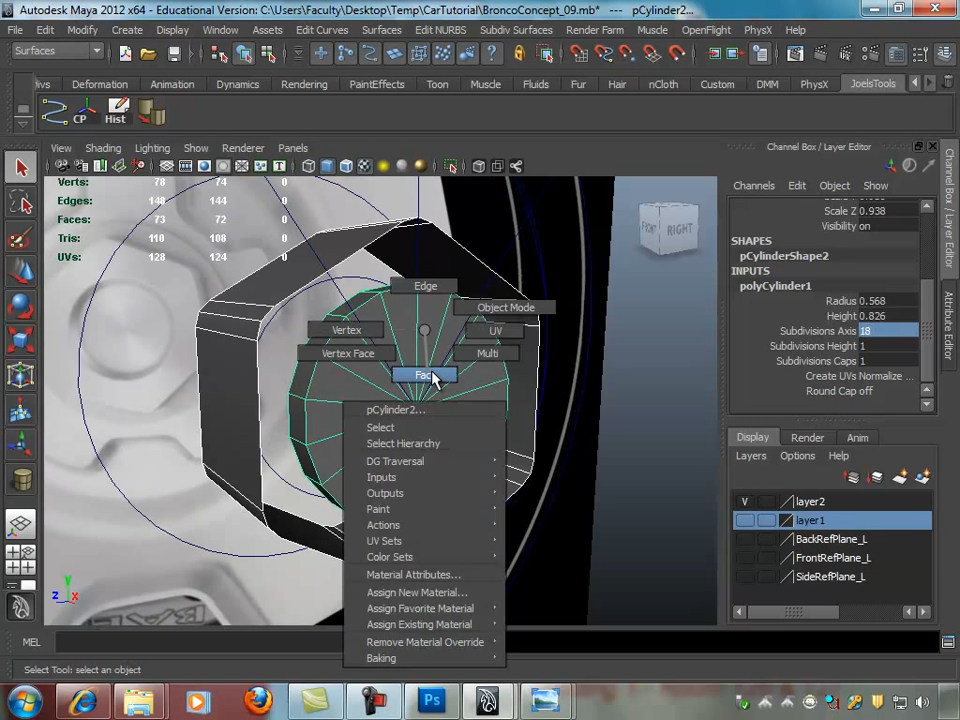 Autodesk Maya 2012 x64 - Educational Version: C:\Users\Faculty\Desktop\Temp\CarTutorial\BroncoConcept_09.mb* --- pCylinder2...
File Edit Modify Create Display Window Assets Edit Curves Surfaces Edit NURBS Subdiv Surfaces Render Farm Muscle OpenFlight PhysX Help
Surfaces
Deformation Animation Dynamics Rendering PaintEffects Toon Muscle Fluids Fur Hair nCloth Custom DMM PhysX JoelsTools
CP Hist
View Shading Lighting Show Renderer Panels
Channel Box / Layer Editor
Channels Edit Object Show
Verts: 78 74 0
Edges: 148 144 0
Faces: 73 72 0
Tris: 110 108 0
UVs: 128 124 0
FRONT RIGHT
Scale Z 0.938
Visibility on
SHAPES
pCylinderShape2
INPUTS
polyCylinder1
Radius 0.568
Height 0.826
Subdivisions Axis 18
Subdivisions Height 1
Subdivisions Caps 1
Create UVs Normalize ...
Round Cap off
Edge
Object Mode
Vertex UV
Vertex Face Multi
pCylinder2...
Select
Select Hierarchy
DG Traversal
Inputs
Outputs
Paint
Actions
UV Sets
Color Sets
Material Attributes...
Assign New Material...
Assign Favorite Material
Assign Existing Material
Remove Material Override
Baking
Display Render Anim
Layers Options Help
V layer2
layer1
BackRefPlane_L
FrontRefPlane_L
SideRefPlane_L
Channel Box / Layer Editor
Attribute Editor
Y
Z X
MEL
Select Tool: select an object
Ps